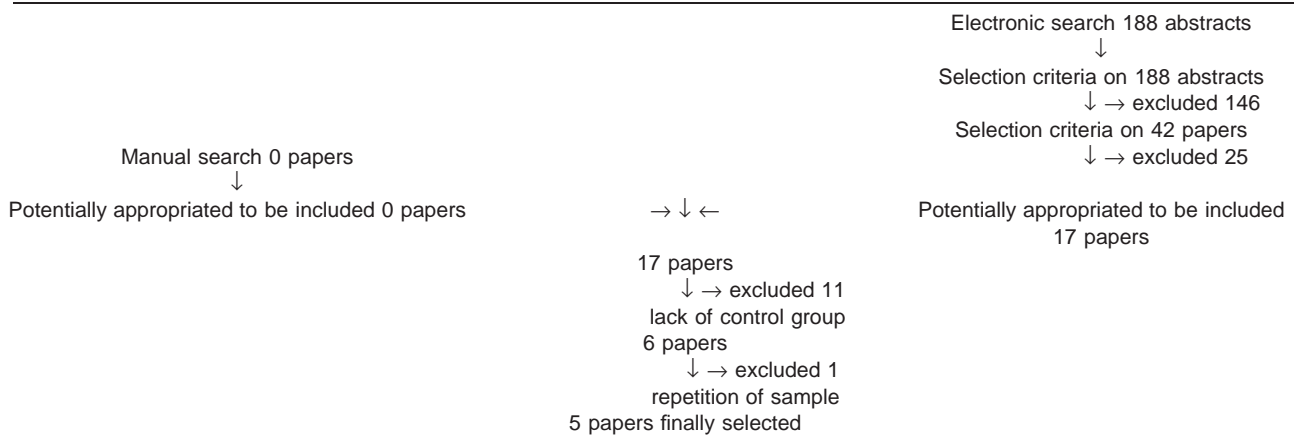 Electronic search 188 abstracts
↓
Selection criteria on 188 abstracts
↓ → excluded 146
Selection criteria on 42 papers
↓ → excluded 25
Manual search 0 papers
↓
Potentially appropriated to be included 0 papers
→ ↓ ←
Potentially appropriated to be included
17 papers
17 papers
↓ → excluded 11
lack of control group
6 papers
↓ → excluded 1
repetition of sample
5 papers finally selected